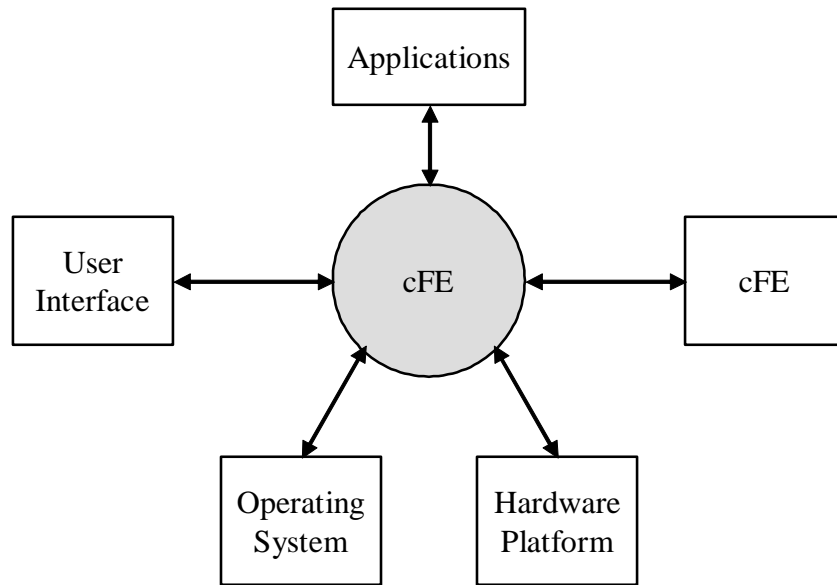 Applications
User
Interface
cFE
cFE
Operating
System
Hardware
Platform